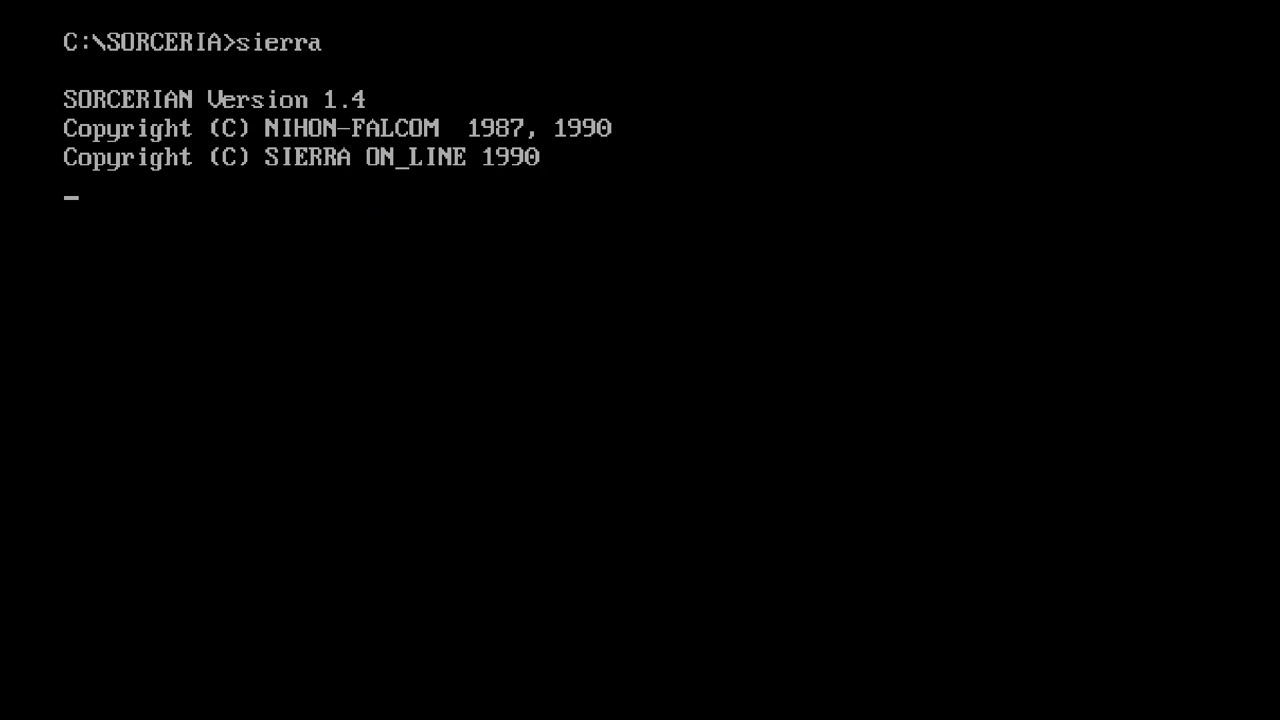 C:\SORCERIA>sierra
SORCERIAN Version 1.4
Copyright (C) NIHON-FALCOM  1987, 1990
Copyright (C) SIERRA ON_LINE 1990